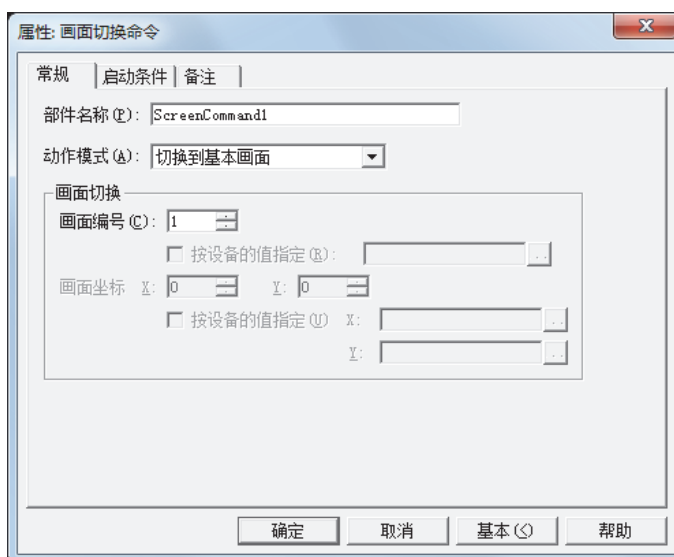 属性: 画面切换命令
常规 启动条件 备注
部件名称(P): ScreenCommand1
动作模式(A): 切换到基本画面
画面切换
画面编号(C): 1
按设备的值指定(R): ..
画面坐标 X: 0 Y: 0
按设备的值指定(U) X: ..
Y: ..
确定 取消 基本(<) 帮助